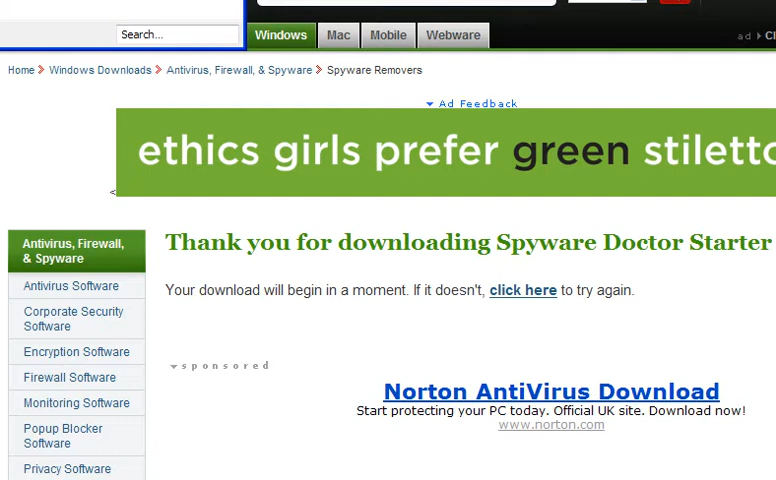 Search...
Windows Mac Mobile Webware
ad
Home Windows Downloads Antivirus, Firewall, & Spyware Spyware Removers
Ad Feedback
ethics girls prefer green
<
Antivirus, Firewall,
& Spyware
Antivirus Software
Corporate Security
Software
Encryption Software
Firewall Software
Monitoring Software
Popup Blocker
Software
Privacy Software
Thank you for downloading Spyware Doctor Starter
Your download will begin in a moment. If it doesn't, click here to try again.
sponsored
Norton AntiVirus Download
Start protecting your PC today. Official UK site. Download now!
www.norton.com